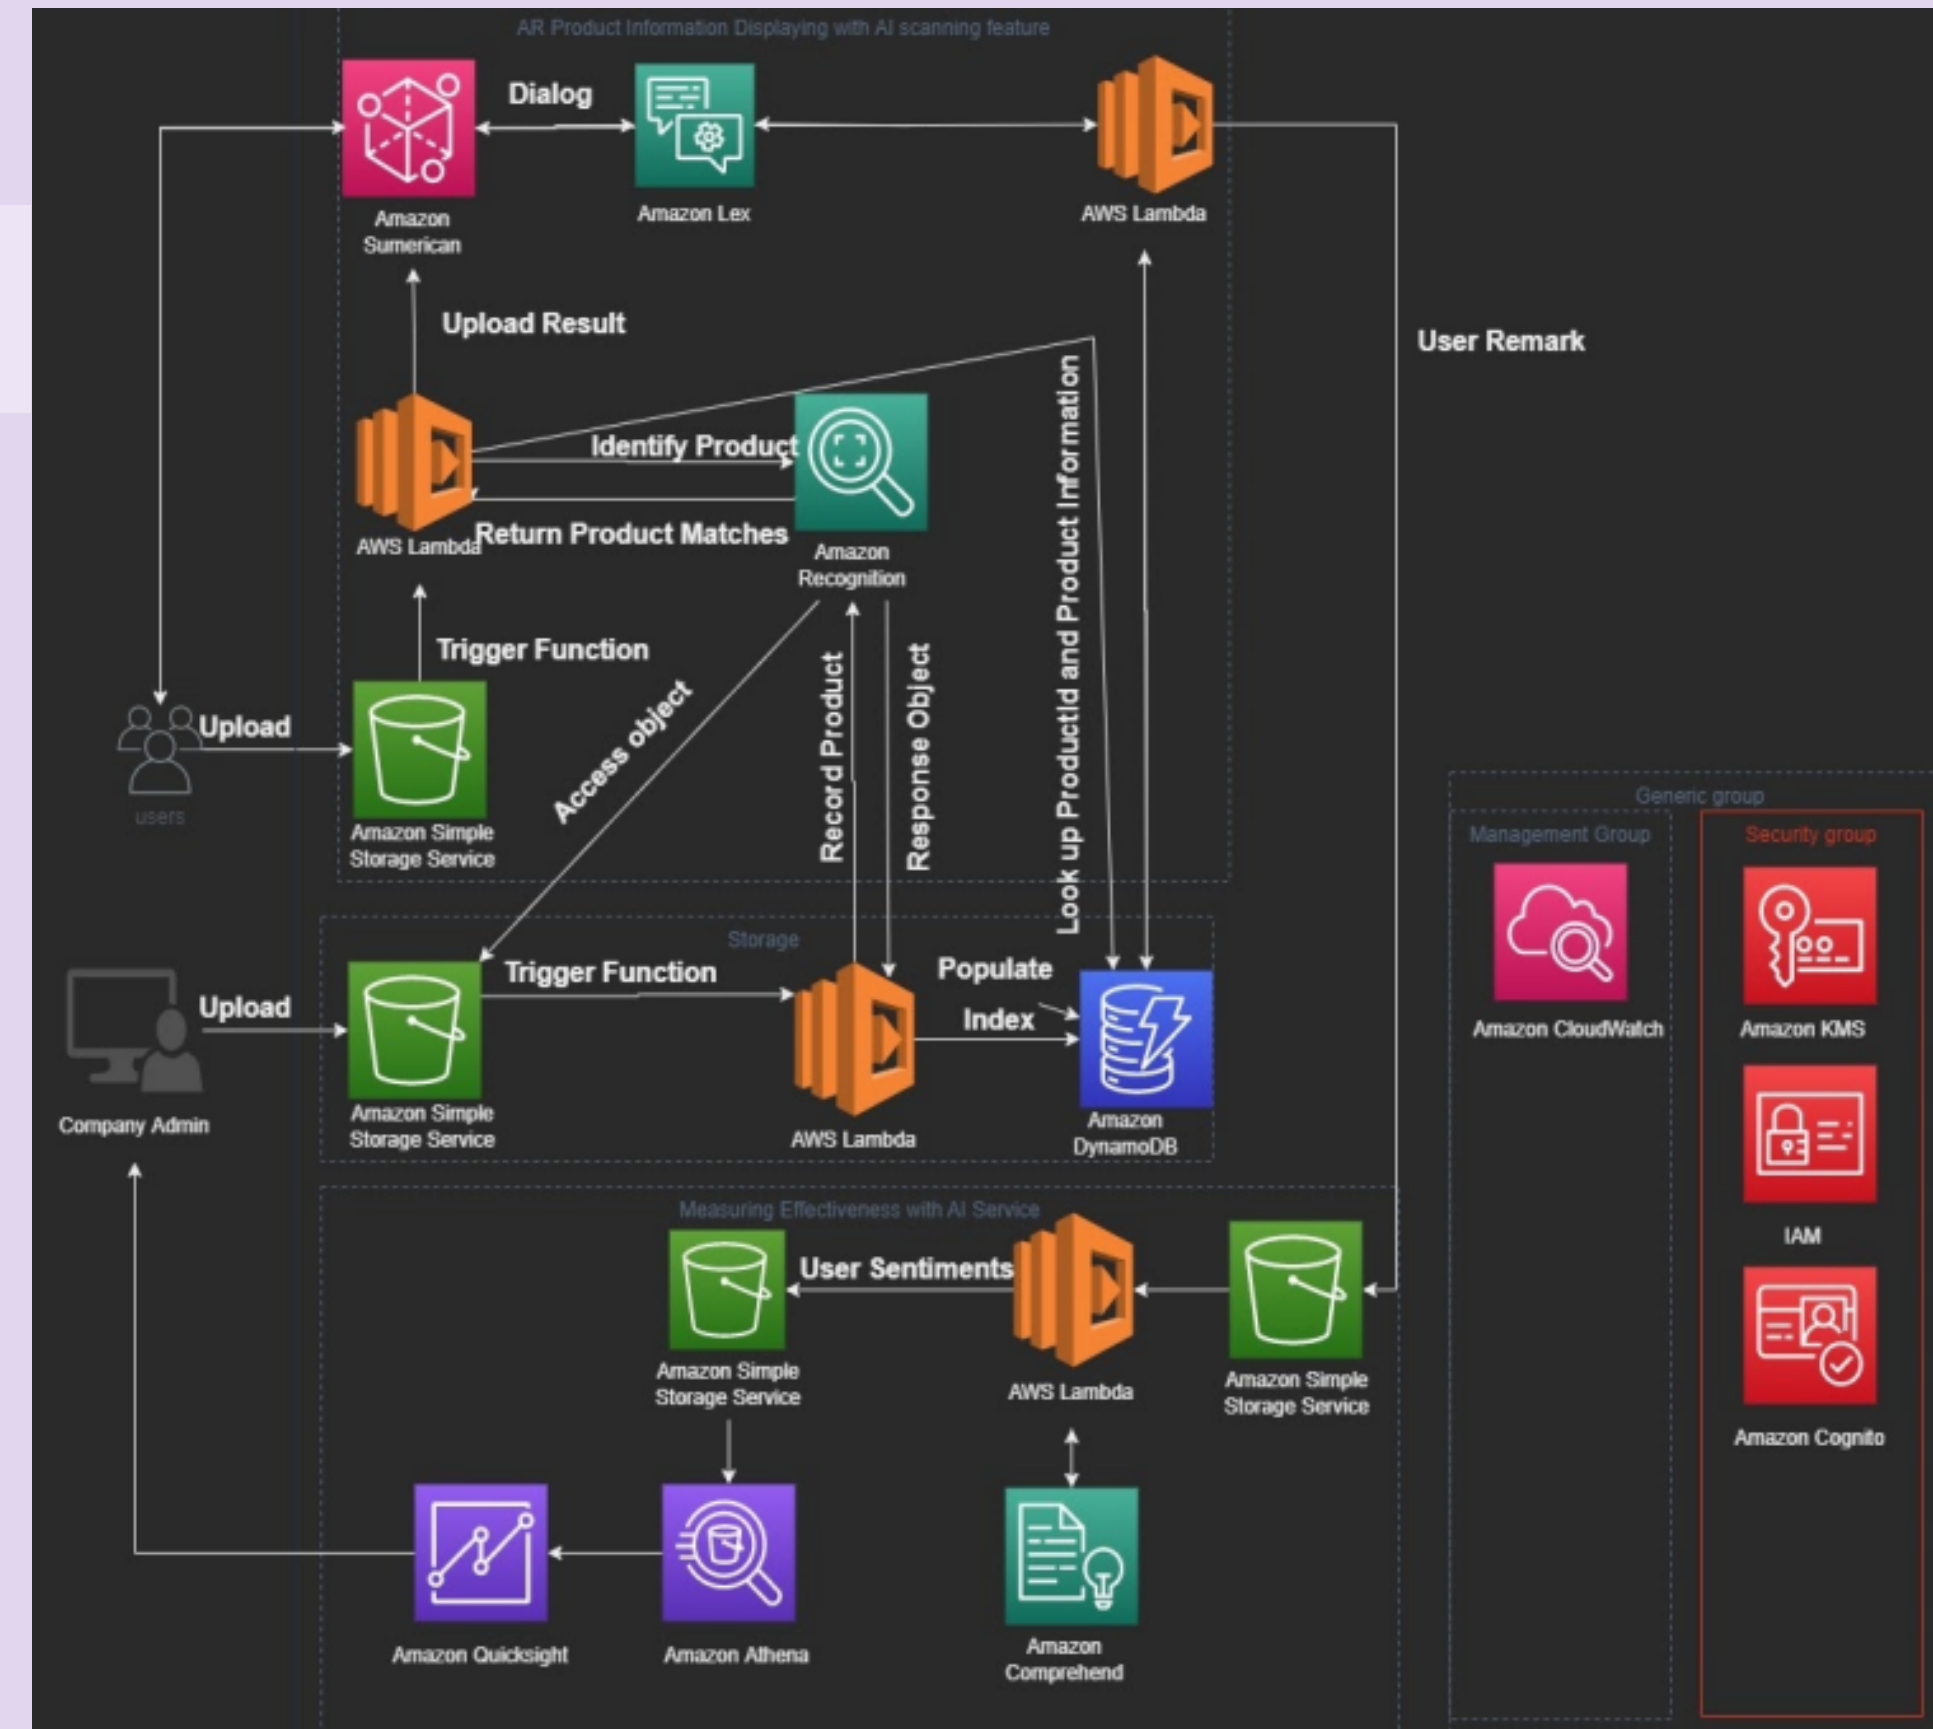 AR Product Information Displaying with AI scanning feature
Dialog
Amazon
Sumerican
Amazon Lex
AWS Lambda
Upload Result
User Remark
Identify Product
Return Product Matches
AWS Lambda
Amazon
Recognition
Look up ProductId and Product Information
Trigger Function
Access object
Record Product
Response Object
Upload
users
Amazon Simple
Storage Service
Generic group
Management Group
Security group
Amazon CloudWatch
Amazon KMS
IAM
Amazon Cognito
Storage
Trigger Function
Populate
Index
Upload
Company Admin
Amazon Simple
Storage Service
AWS Lambda
Amazon
DynamoDB
Measuring Effectiveness with AI Service
User Sentiments
Amazon Simple
Storage Service
AWS Lambda
Amazon Simple
Storage Service
Amazon Quicksight
Amazon Athena
Amazon
Comprehend